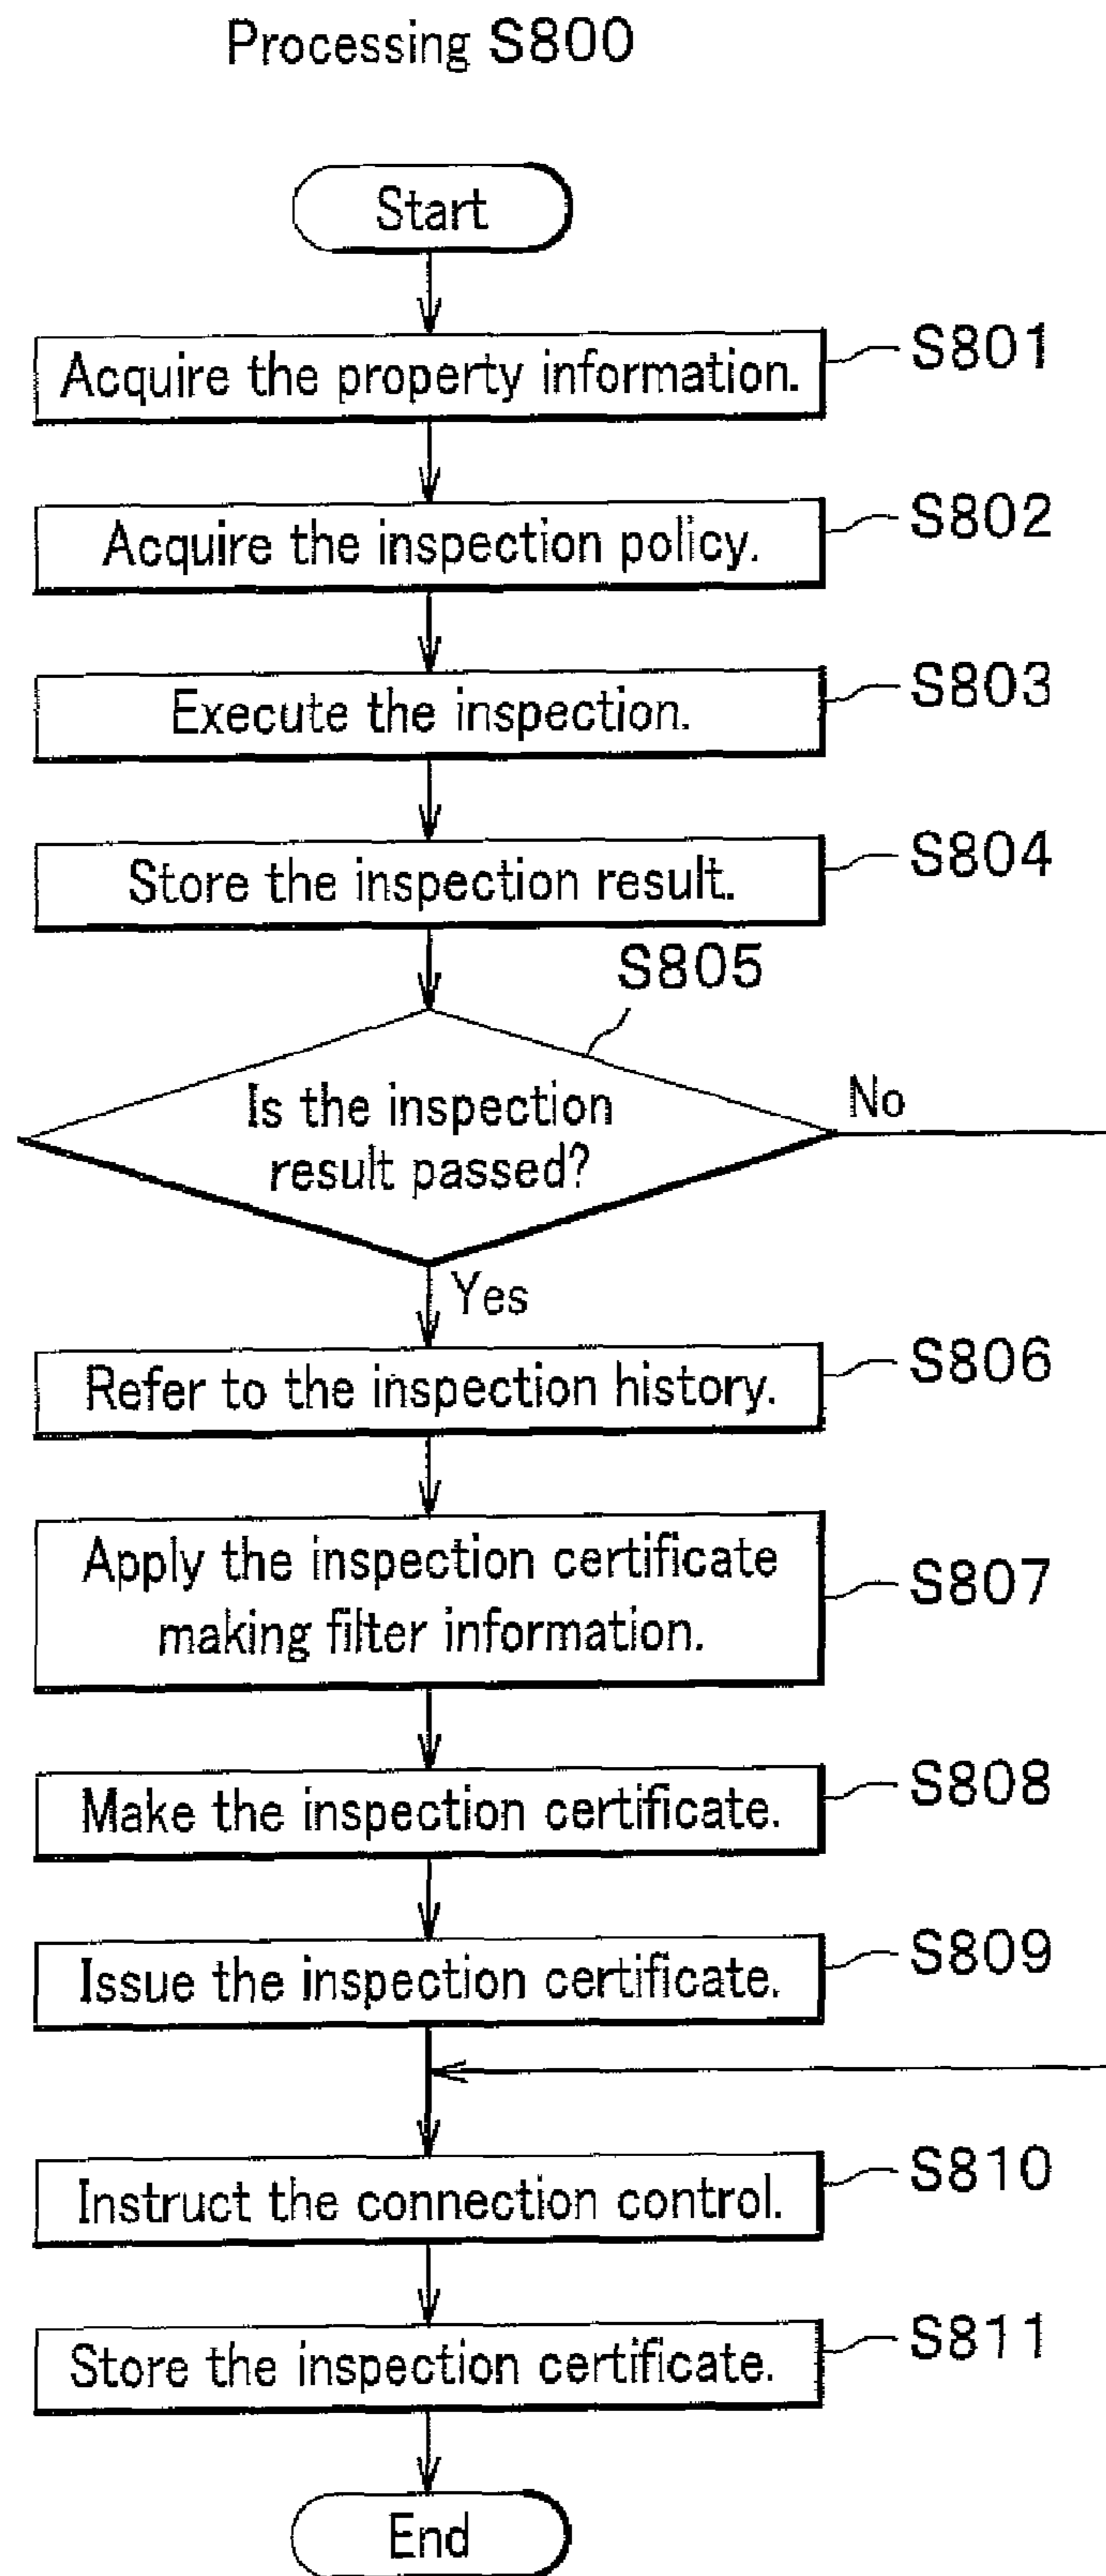 Processing S800
Start
Acquire the property information.
S801
Acquire the inspection policy.
S802
Execute the inspection.
S803
Store the inspection result.
S804
S805
Is the inspection
result passed?
No
Yes
Refer to the inspection history.
S806
Apply the inspection certificate
making filter information.
S807
Make the inspection certificate.
S808
Issue the inspection certificate.
S809
Instruct the connection control.
S810
Store the inspection certificate.
S811
End